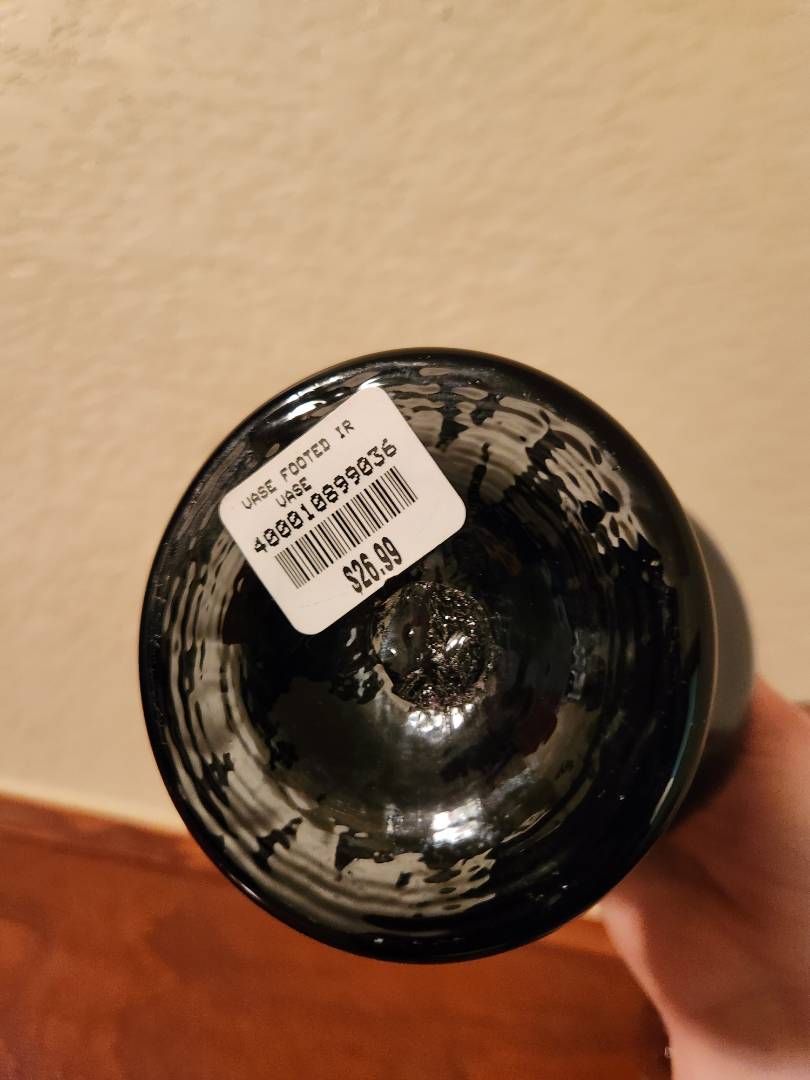 VASE FOOTED IR
VASE
400010899036
$26.99